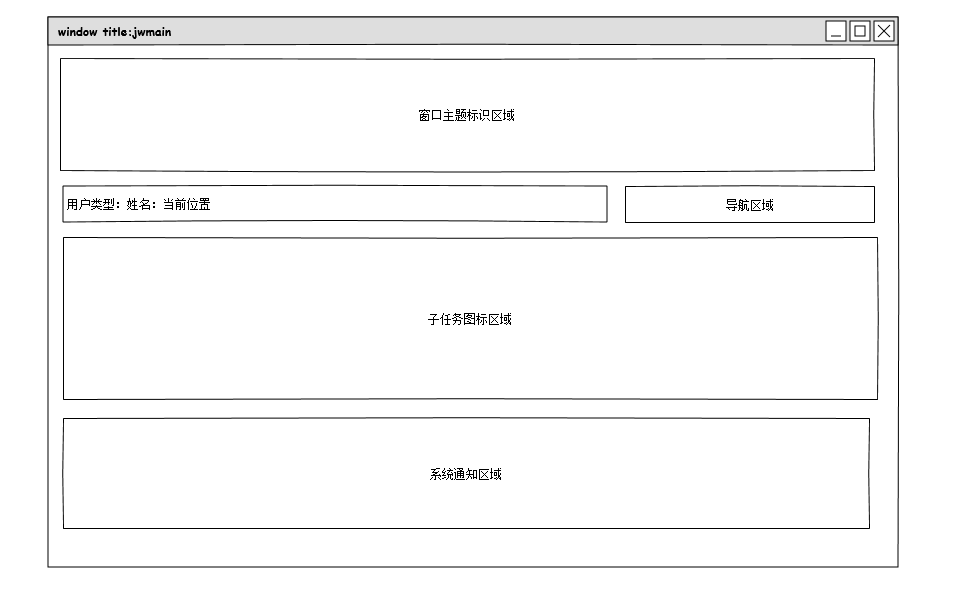 window title:jwmain
窗口主题标识区域
用户类型：姓名：当前位置
导航区域
子任务图标区域
系统通知区域